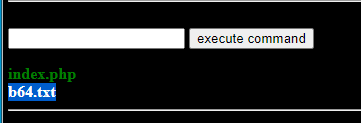 execute command
index.php
b64.txt